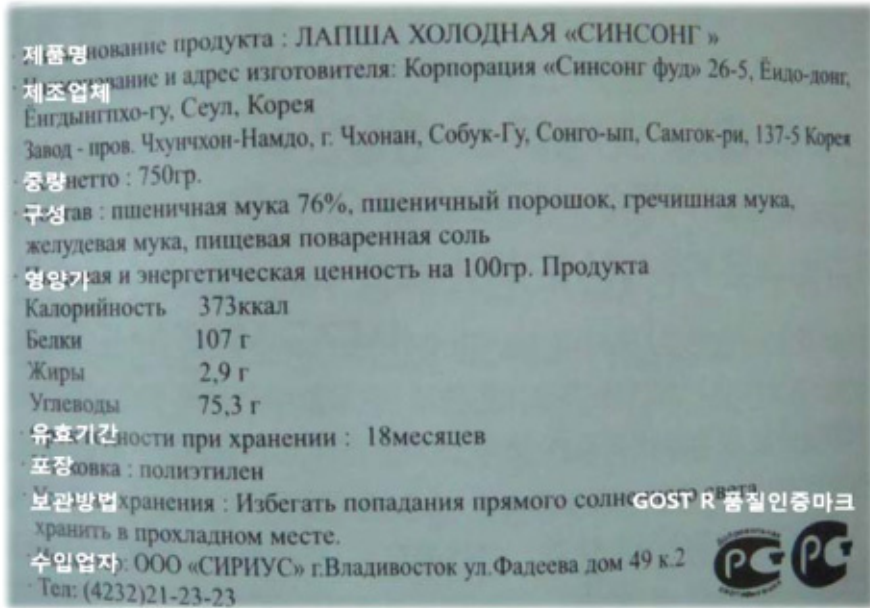 제품명 нование продукта : ЛАПША ХОЛОДНАЯ «СИНСОНГ »
вание и адрес изготовителя: Корпорация «Синсонг фуд» 26-5, Ёидо-донг,
제조업체
Ёнгдынгпхо-гу, Сеул, Корея
Завод - пров. Чхунчхон-Намдо, г. Чхонан, Собук-Гу, Сонго-ып, Самгок-ри, 137-5 Корея
중량 нетто : 750гр.
구성 тав : пшеничная мука 76%, пшеничный порошок, гречишная мука,
желудевая мука, пищевая поваренная соль
영양가 ая и энергетическая ценность на 100гр. Продукта
Калорийность 373ккал
Белки 107 г
Жиры 2,9 г
Углеводы 75,3 г
유효기간 ности при хранении : 18месяцев
포장 ковка : полиэтилен
보관방법 хранения : Избегать попадания прямого света
GOST R 품질인증마크
хранить в прохладном месте.
수입업자 р: ООО «СИРИУС» г.Владивосток ул.Фадеева дом 49 к.2
Тел: (4232)21-23-23